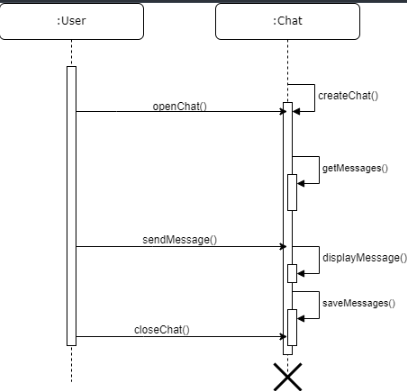 :User
:Chat
createChat()
openChat()
getMessages()
sendMessage()
displayMessage()
saveMessages()
closeChat()